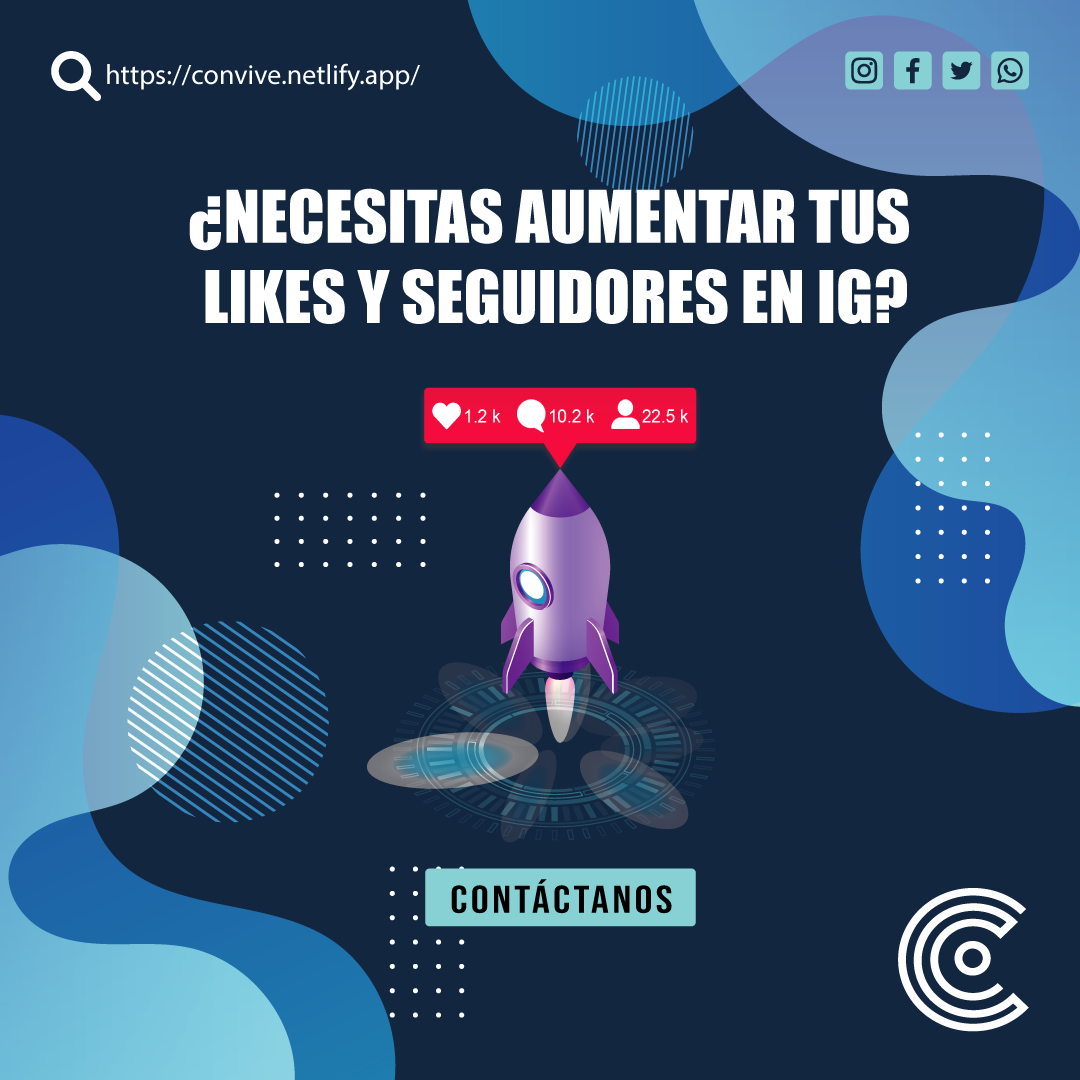 https://convive.netlify.app/
¿NECESITAS AUMENTAR TUS
LIKES Y SEGUIDORES EN IG?
1.2 k 10.2 k 22.5 k
CONTÁCTANOS